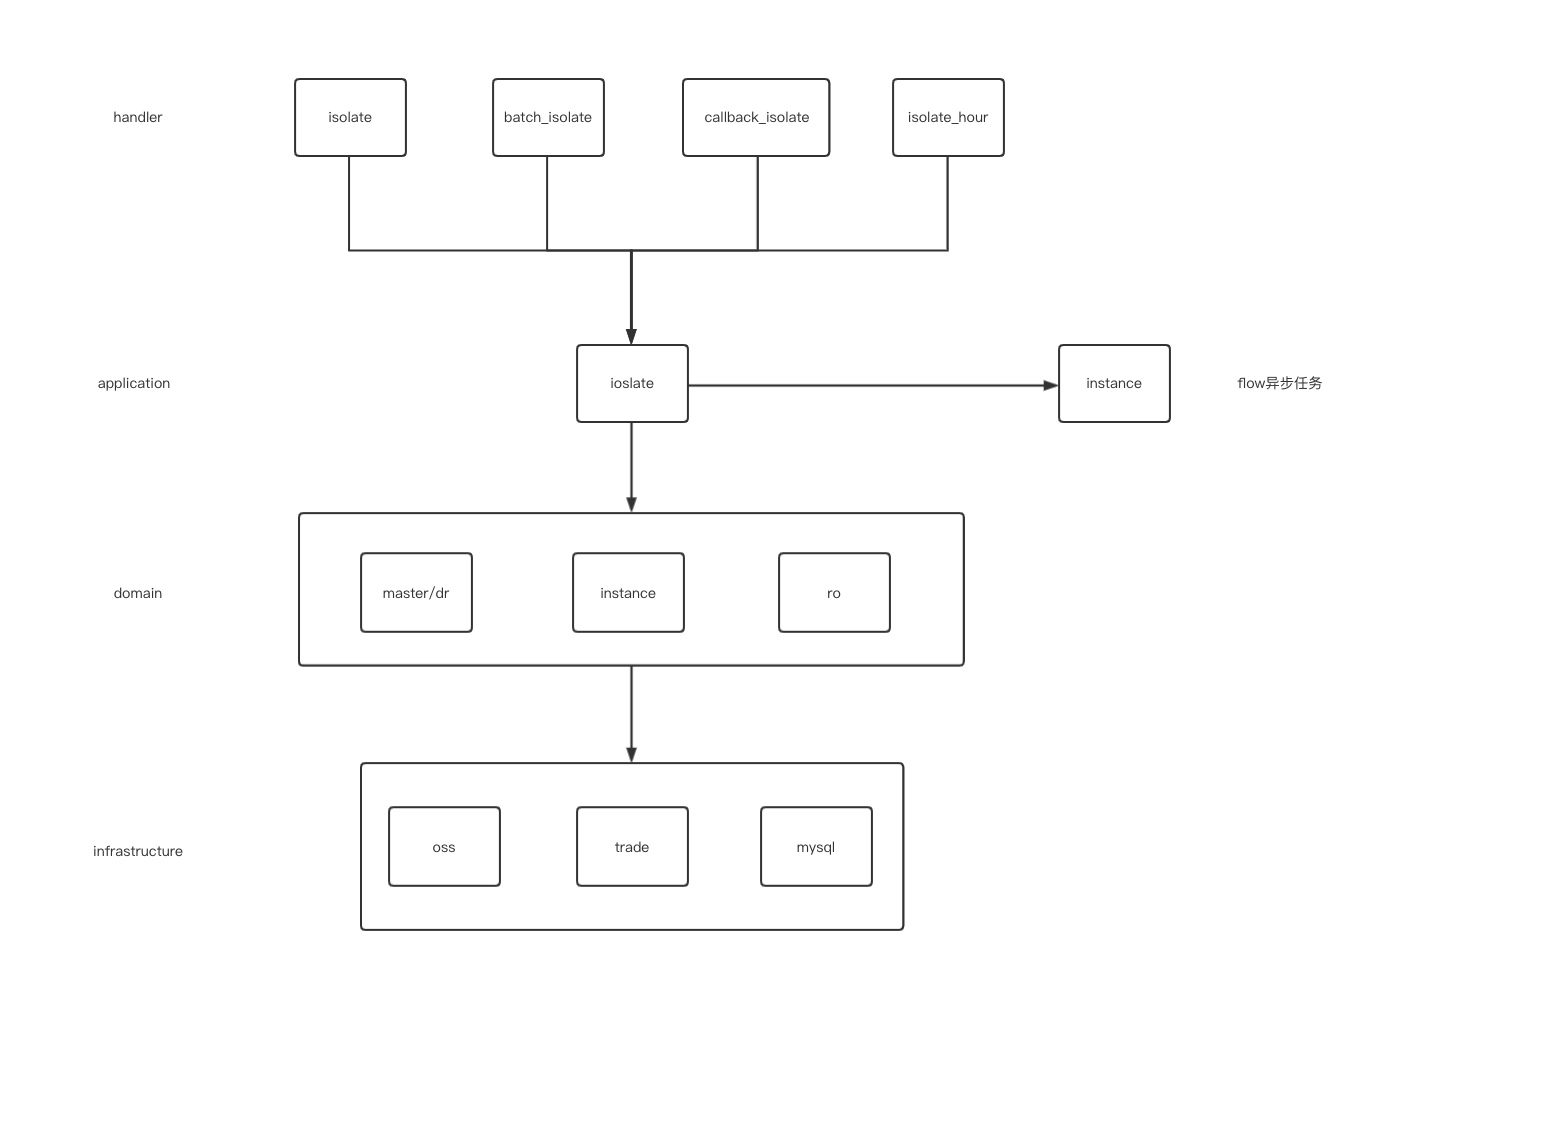 handler
isolate
batch_isolate
callback_isolate
isolate_hour
application
ioslate
instance
flow异步任务
domain
master/dr
instance
ro
infrastructure
oss
trade
mysql